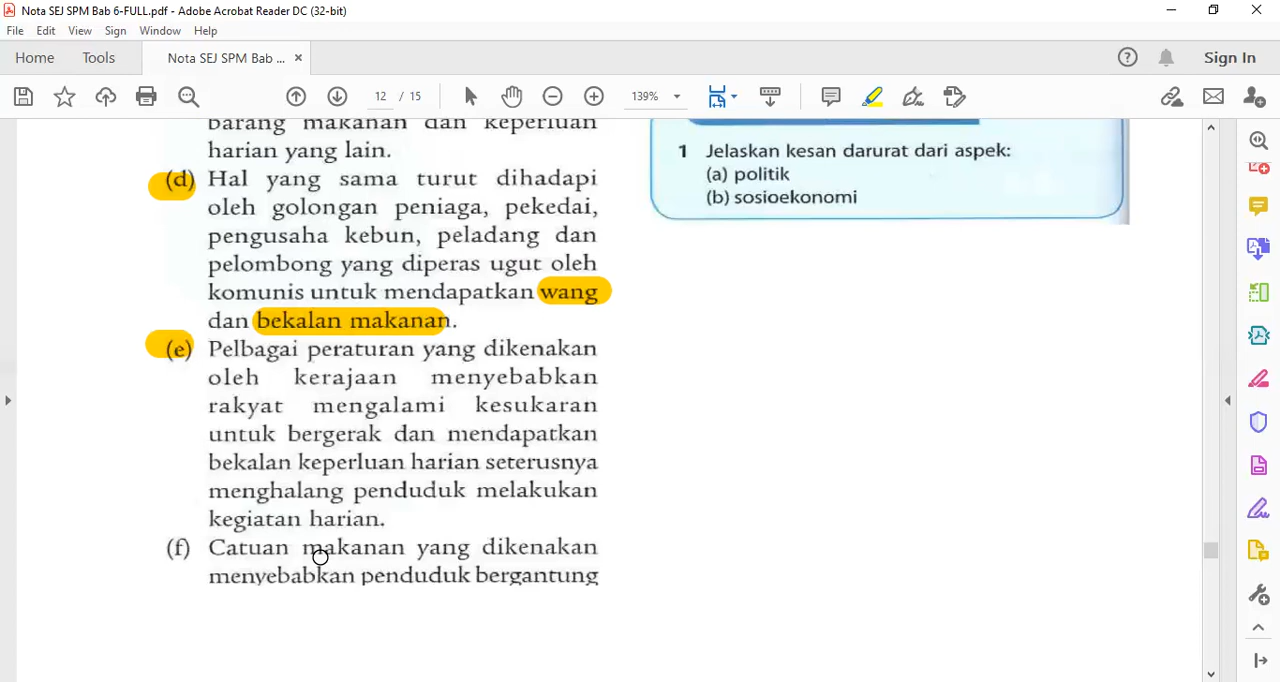 Nota SEJ SPM Bab 6-FULL.pdf - Adobe Acrobat Reader DC (32-bit)
File Edit View Sign Window Help
Home Tools Nota SEJ SPM Bab ... × Sign In
12 / 15 139%
barang makanan dan keperluan
harian yang lain.
(d) Hal yang sama turut dihadapi
oleh golongan peniaga, pekedai,
pengusaha kebun, peladang dan
pelombong yang diperas ugut oleh
komunis untuk mendapatkan wang
dan bekalan makanan.
(e) Pelbagai peraturan yang dikenakan
oleh kerajaan menyebabkan
rakyat mengalami kesukaran
untuk bergerak dan mendapatkan
bekalan keperluan harian seterusnya
menghalang penduduk melakukan
kegiatan harian.
(f) Catuan makanan yang dikenakan
menyebabkan penduduk bergantung
1 Jelaskan kesan darurat dari aspek:
(a) politik
(b) sosioekonomi